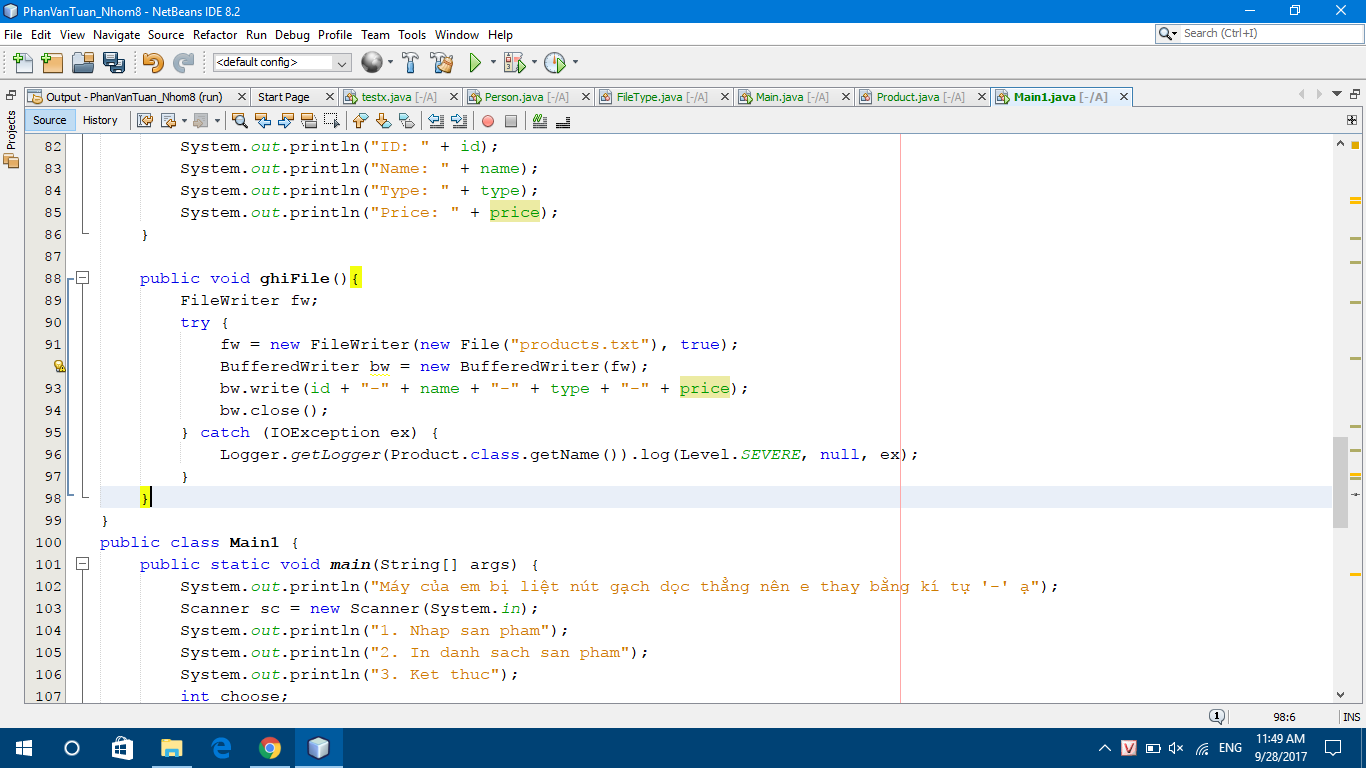 PhanVanTuan_Nhom8 - NetBeans IDE 8.2
File Edit View Navigate Source Refactor Run Debug Profile Team Tools Window Help
Search (Ctrl+I)
<default config>
Projects
Output - PhanVanTuan_Nhom8 (run) Start Page testx.java [-/A] Person.java [-/A] FileType.java [-/A] Main.java [-/A] Product.java [-/A] Main1.java [-/A]
Source History
82 System.out.println("ID: " + id);
83 System.out.println("Name: " + name);
84 System.out.println("Type: " + type);
85 System.out.println("Price: " + price);
86 }
87
88 public void ghiFile(){
89 FileWriter fw;
90 try {
91 fw = new FileWriter(new File("products.txt"), true);
BufferedWriter bw = new BufferedWriter(fw);
93 bw.write(id + "-" + name + "-" + type + "-" + price);
94 bw.close();
95 } catch (IOException ex) {
96 Logger.getLogger(Product.class.getName()).log(Level.SEVERE, null, ex);
97 }
98 }
99 }
100 public class Main1 {
101 public static void main(String[] args) {
102 System.out.println("Máy của em bị liệt nút gạch dọc thẳng nên e thay bằng kí tự '-' ạ");
103 Scanner sc = new Scanner(System.in);
104 System.out.println("1. Nhap san pham");
105 System.out.println("2. In danh sach san pham");
106 System.out.println("3. Ket thuc");
107 int choose;
1 98:6 INS
ENG
11:49 AM
9/28/2017